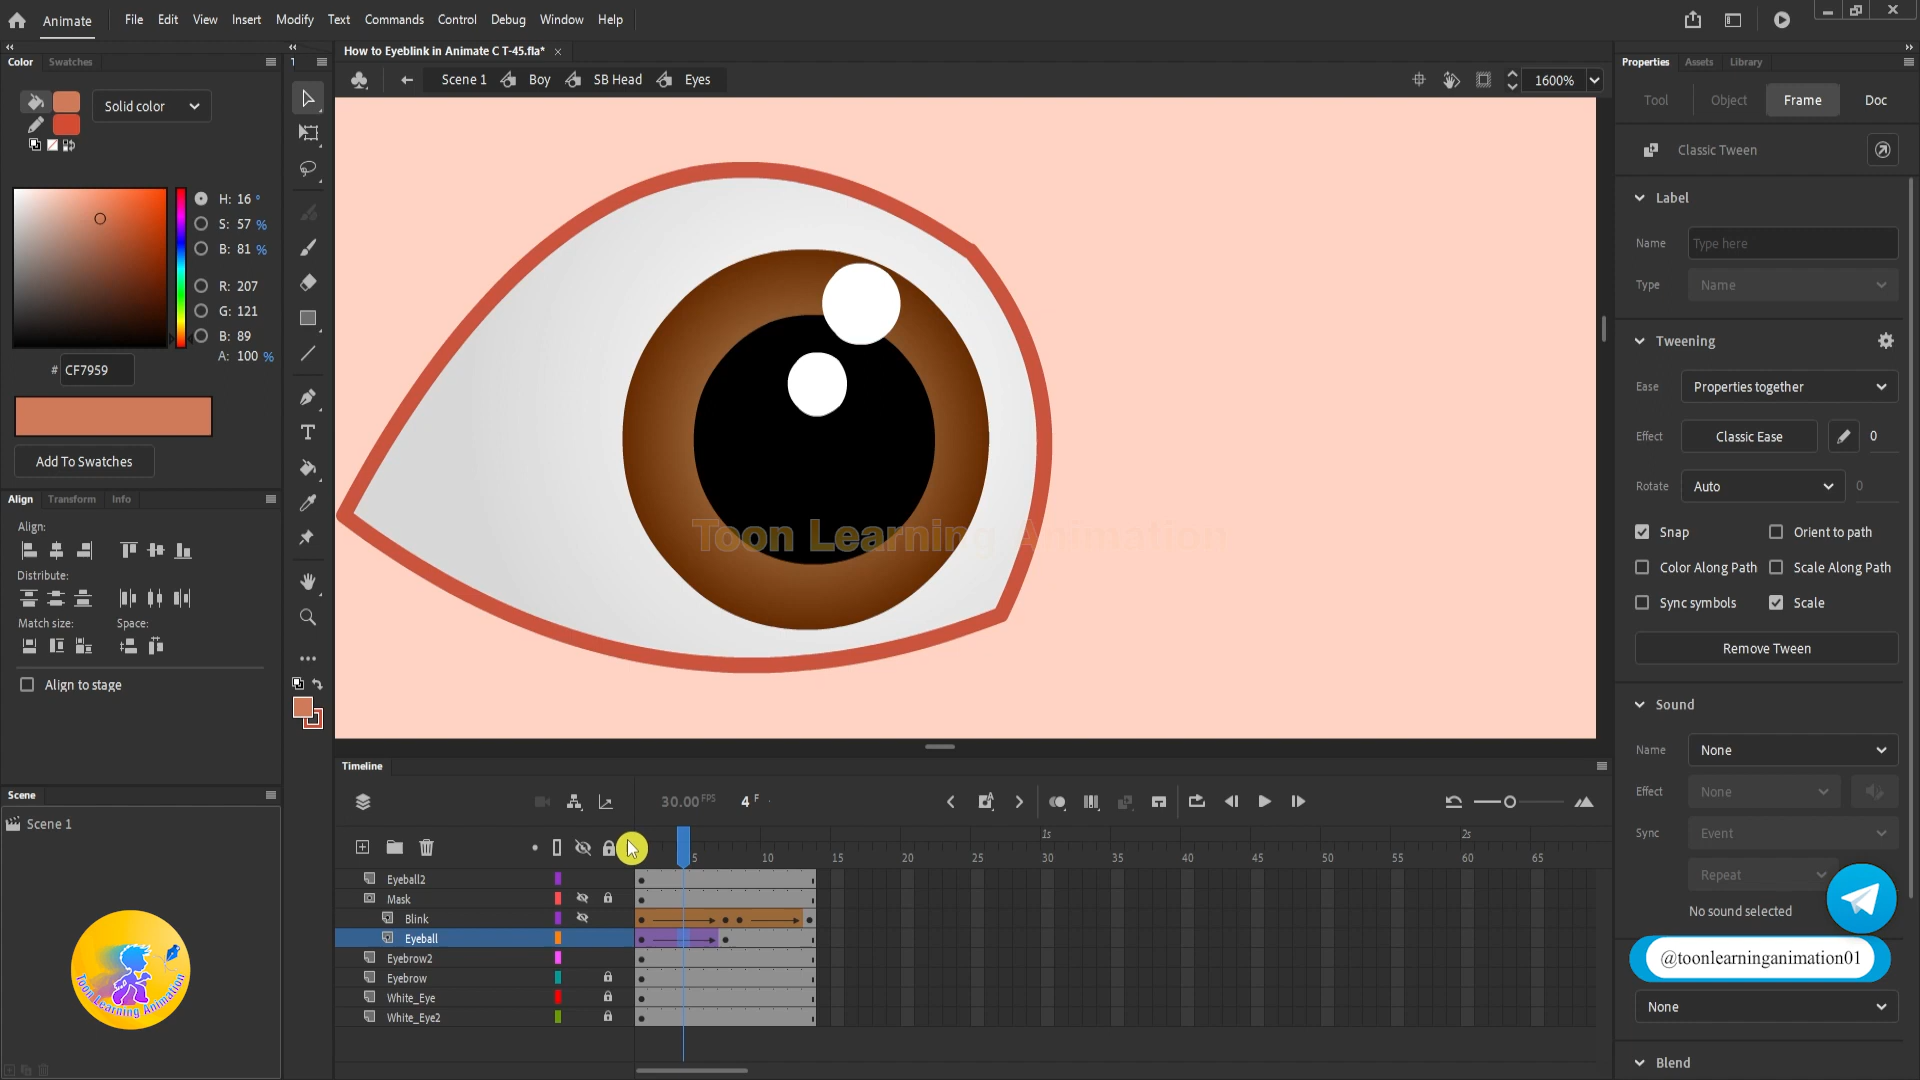 Animate
File Edit View Insert Modify Text Commands Control Debug Window Help
How to Eyeblink in Animate C T-45.fla*
Color Swatches
Properties Assets Library
Scene 1 Boy SB Head Eyes
1600%
Solid color
Tool Object Frame Doc
Classic Tween
H: 16 °
S: 57 %
B: 81 %
R: 207
G: 121
B: 89
A: 100 %
# CF7959
Add To Swatches
Label
Name Type here
Type Name
Tweening
Ease Properties together
Effect Classic Ease 0
Rotate Auto 0
Snap Orient to path
Color Along Path Scale Along Path
Sync symbols Scale
Remove Tween
Align Transform Info
Align:
Distribute:
Match size: Space:
Align to stage
Toon Learning Animation
Sound
Name None
Effect None
Sync Event
Repeat
No sound selected
@toonlearninganimation01
None
Blend
Scene
Scene 1
Toon Learning Animation
Timeline
30.00 FPS 4 F
1s 2s
5 10 15 20 25 30 35 40 45 50 55 60 65
Eyeball2
Mask
Blink
Eyeball
Eyebrow2
Eyebrow
White_Eye
White_Eye2